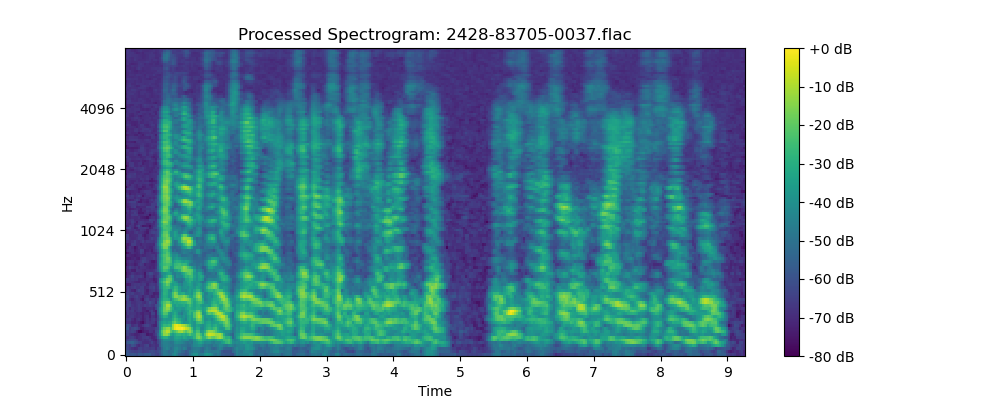 Processed Spectrogram: 2428-83705-0037.flac
Hz
4096
2048
1024
512
0
0 1 2 3 4 5 6 7 8 9
Time
+0 dB
-10 dB
-20 dB
-30 dB
-40 dB
-50 dB
-60 dB
-70 dB
-80 dB